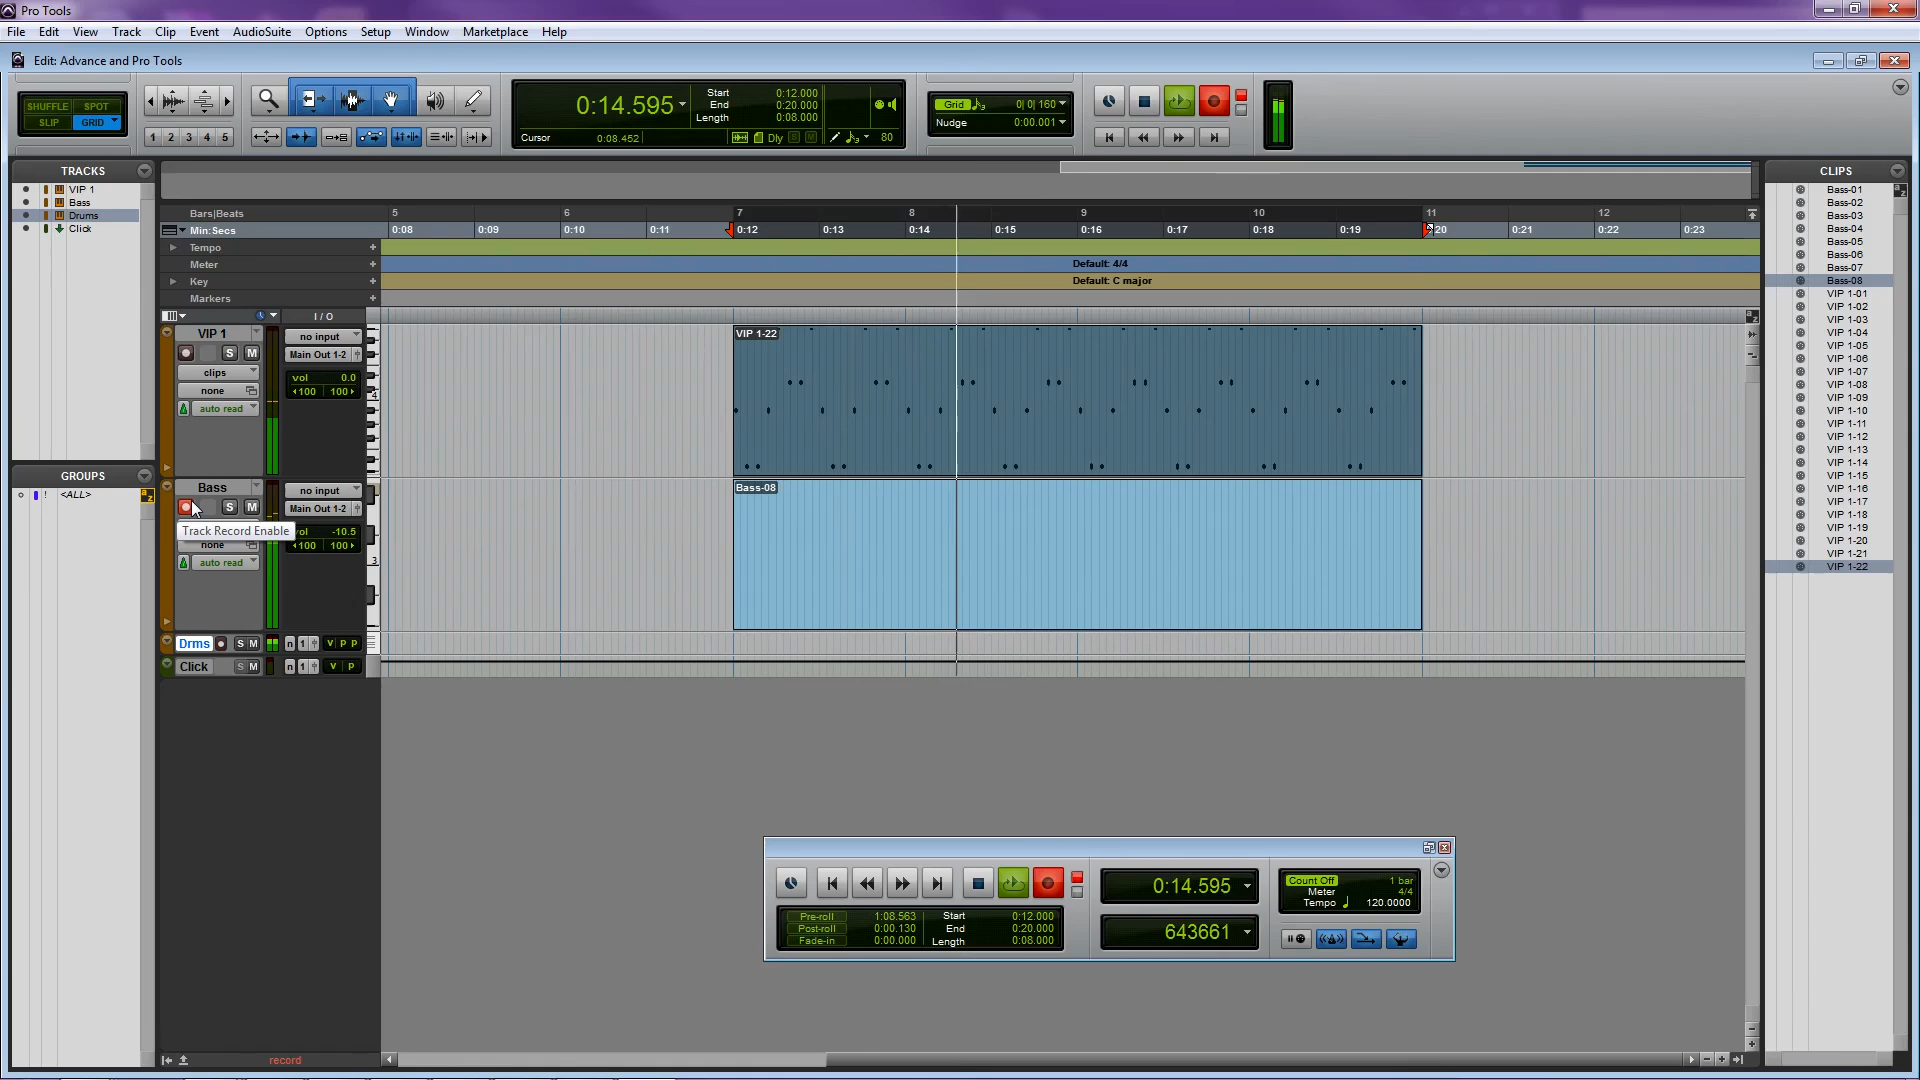 Pro Tools
File Edit View Track Clip Event AudioSuite Options Setup Window Marketplace Help
Edit: Advance and Pro Tools
SHUFFLE SPOT
SLIP GRID
1 2 3 4 5
0:14.595
Start 0:12.000
End 0:20.000
Length 0:08.000
Cursor 0:08.452
Dly S M 80
Grid 0| 0| 160
Nudge 0:00.001
TRACKS
VIP 1
Bass
Drums
Click
GROUPS
! <ALL>
a z
Bars|Beats 5 6 7 8 9 10 11 12
Min:Secs 0:08 0:09 0:10 0:11 0:12 0:13 0:14 0:15 0:16 0:17 0:18 0:19 20 0:21 0:22 0:23
Tempo +
Meter + Default: 4/4
Key + Default: C major
Markers +
I / O
VIP 1 no input
S M Main Out 1-2
clips vol 0.0
none 100 100
auto read
4
VIP 1-22
Bass no input
S M Main Out 1-2
Track Record Enable vol -10.5
none 100 100
auto read
3
Bass-08
Drms S M n 1 v p p
Click S M n 1 v p
record
CLIPS
Bass-01
Bass-02
Bass-03
Bass-04
Bass-05
Bass-06
Bass-07
Bass-08
VIP 1-01
VIP 1-02
VIP 1-03
VIP 1-04
VIP 1-05
VIP 1-06
VIP 1-07
VIP 1-08
VIP 1-09
VIP 1-10
VIP 1-11
VIP 1-12
VIP 1-13
VIP 1-14
VIP 1-15
VIP 1-16
VIP 1-17
VIP 1-18
VIP 1-19
VIP 1-20
VIP 1-21
VIP 1-22
0:14.595
643661
Pre-roll 1:08.563 Start 0:12.000
Post-roll 0:00.130 End 0:20.000
Fade-in 0:00.000 Length 0:08.000
Count Off 1 bar
Meter 4/4
Tempo 120.0000